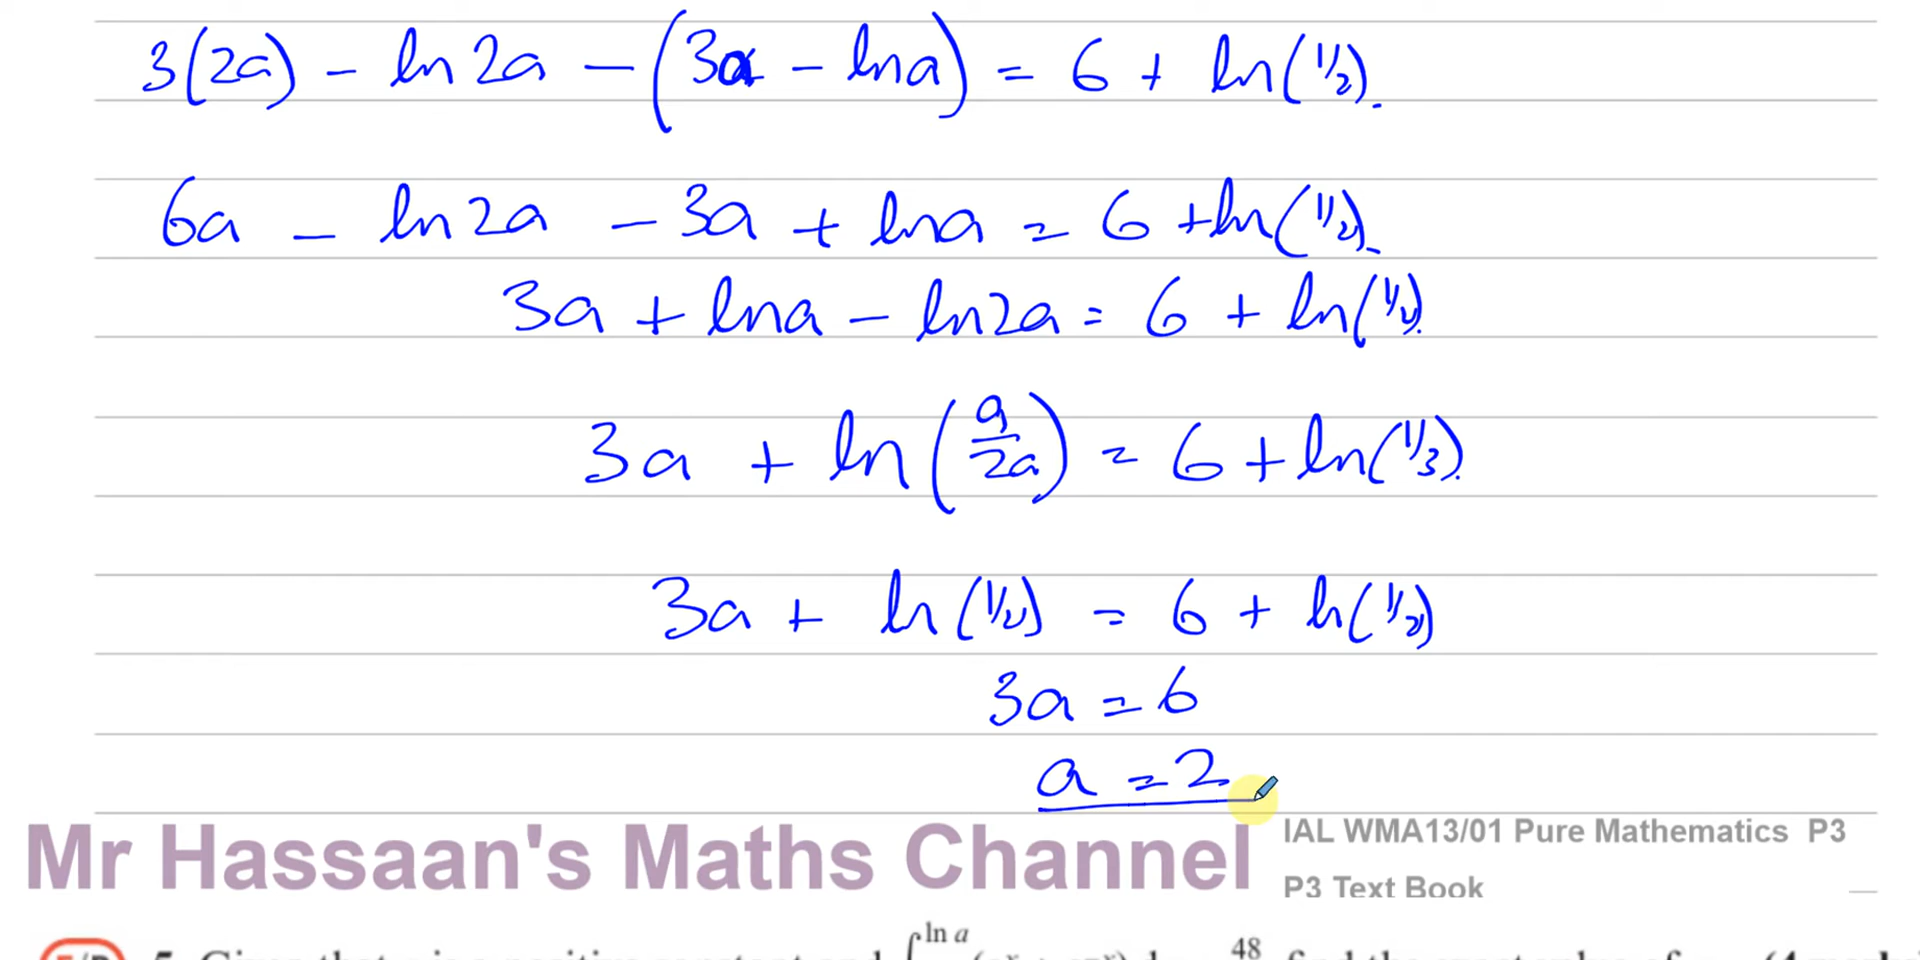 3(2a) - ln 2a - (3a - ln a) = 6 + ln(1/2).
6a - ln 2a - 3a + ln a = 6 + ln(1/2)
3a + ln a - ln 2a = 6 + ln(1/2)
3a + ln(a/2a) = 6 + ln(1/3).
3a + ln(1/2) = 6 + ln(1/2)
3a = 6
a = 2
Mr Hassaan's Maths Channel
IAL WMA13/01 Pure Mathematics P3
P3 Text Book
ln a
48